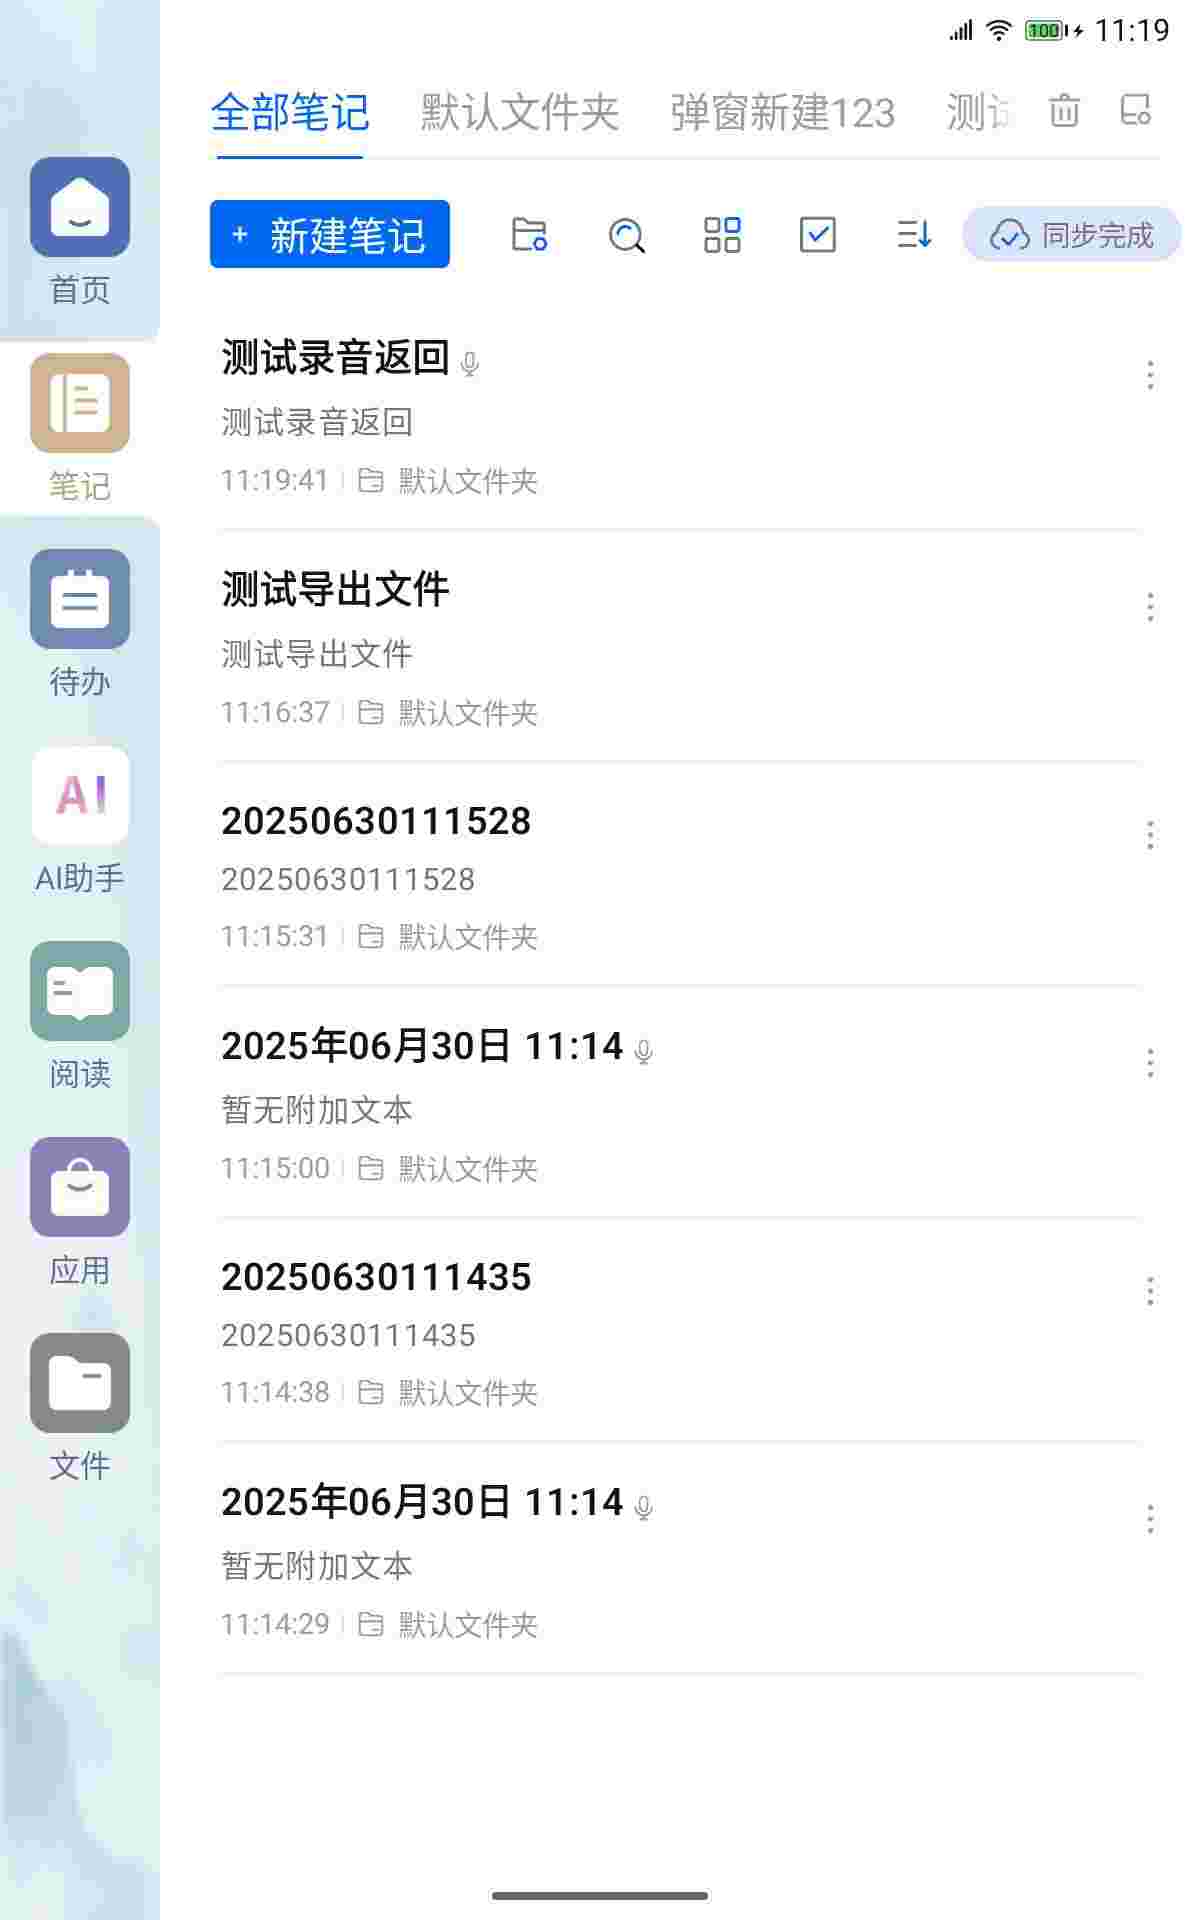 100 11:19
全部笔记 默认文件夹 弹窗新建123 测
首页
+ 新建笔记 同步完成
笔记
待办
AI
AI助手
阅读
应用
文件
测试录音返回
测试录音返回
11:19:41 默认文件夹
测试导出文件
测试导出文件
11:16:37 默认文件夹
20250630111528
20250630111528
11:15:31 默认文件夹
2025年06月30日 11:14
暂无附加文本
11:15:00 默认文件夹
20250630111435
20250630111435
11:14:38 默认文件夹
2025年06月30日 11:14
暂无附加文本
11:14:29 默认文件夹